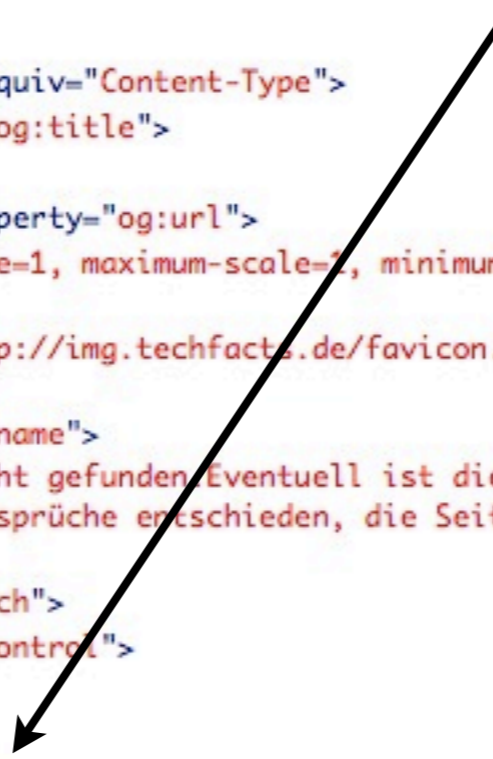 quiv="Content-Type">
og:title">
perty="og:url">
e=1, maximum-scale=1, minimum
p://img.techfacts.de/favicon
name">
ht gefunden.Eventuell ist die
sprüche entschieden, die Seit
ch">
ontrol">